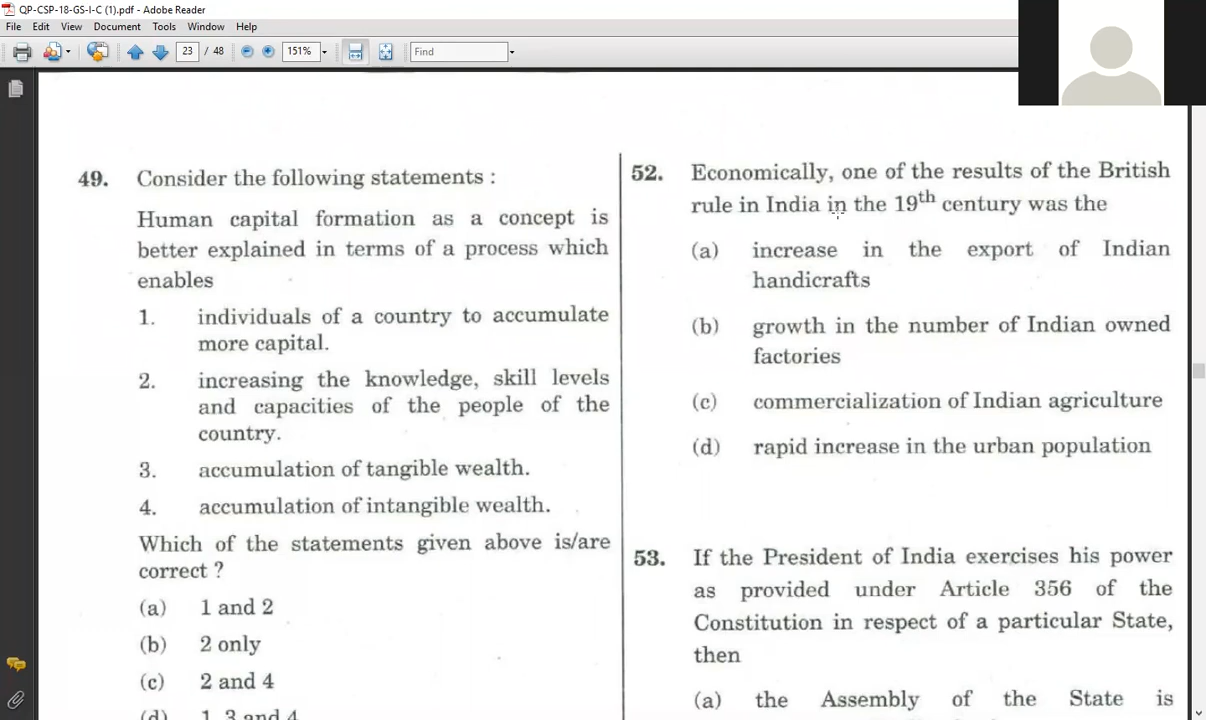 QP-CSP-18-GS-I-C (1).pdf - Adobe Reader
File Edit View Document Tools Window Help
23 / 48 151% Find
49. Consider the following statements :
Human capital formation as a concept is
better explained in terms of a process which
enables
1. individuals of a country to accumulate
more capital.
2. increasing the knowledge, skill levels
and capacities of the people of the
country.
3. accumulation of tangible wealth.
4. accumulation of intangible wealth.
Which of the statements given above is/are
correct ?
(a) 1 and 2
(b) 2 only
(c) 2 and 4
(d) 1, 3 and 4
52. Economically, one of the results of the British
rule in India in the 19th century was the
(a) increase in the export of Indian
handicrafts
(b) growth in the number of Indian owned
factories
(c) commercialization of Indian agriculture
(d) rapid increase in the urban population
53. If the President of India exercises his power
as provided under Article 356 of the
Constitution in respect of a particular State,
then
(a) the Assembly of the State is